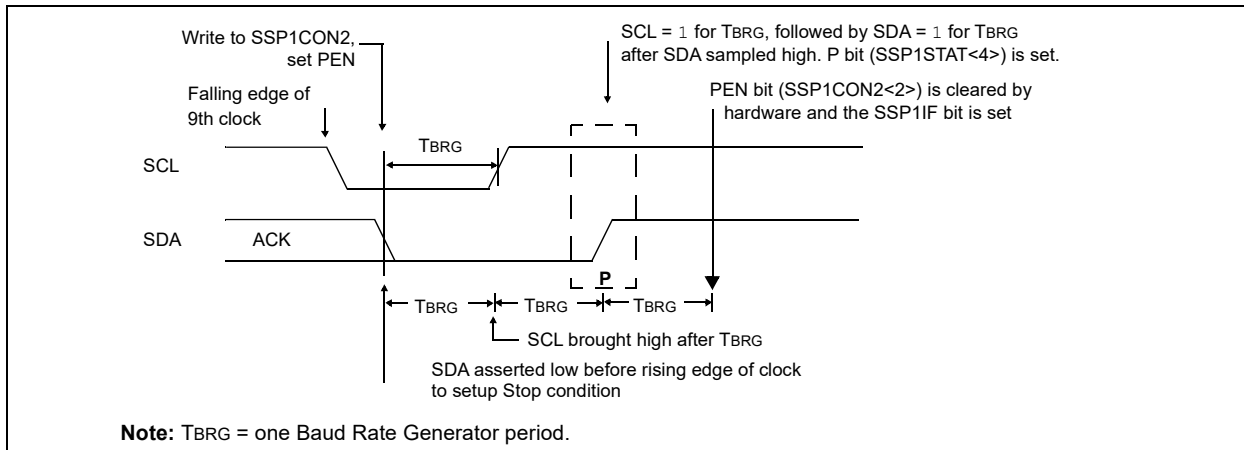 Write to SSP1CON2,
set PEN
SCL = 1 for TBRG, followed by SDA = 1 for TBRG
after SDA sampled high. P bit (SSP1STAT<4>) is set.
Falling edge of
9th clock
PEN bit (SSP1CON2<2>) is cleared by
hardware and the SSP1IF bit is set
TBRG
SCL
SDA
ACK
P
TBRG
TBRG
TBRG
SCL brought high after TBRG
SDA asserted low before rising edge of clock
to setup Stop condition
Note: TBRG = one Baud Rate Generator period.